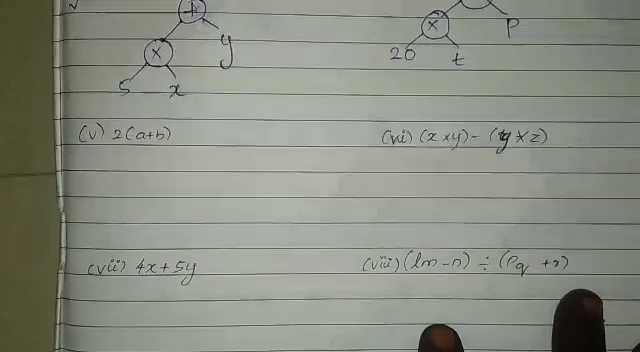 + y
× 5 x
p
× 20 t
(v) 2(a+b)
(vi) (x×y)-(y×z)
(vii) 4x+5y
(viii) (lm-n)÷(pq+r)